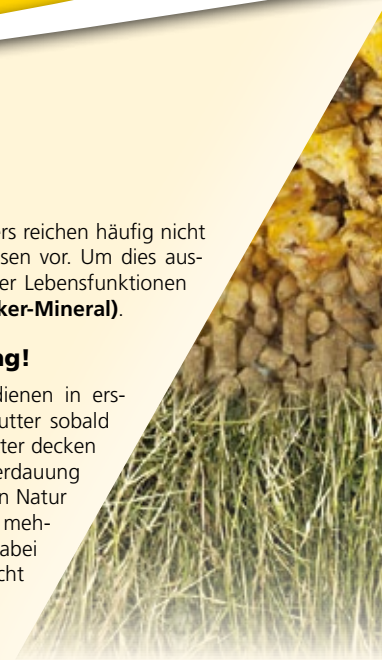 ers reichen häufig nicht
sen vor. Um dies aus-
er Lebensfunktionen
ker-Mineral).
ng!
dienen in ers-
utter sobald
ter decken
erdauung
n Natur
meh-
abei
cht